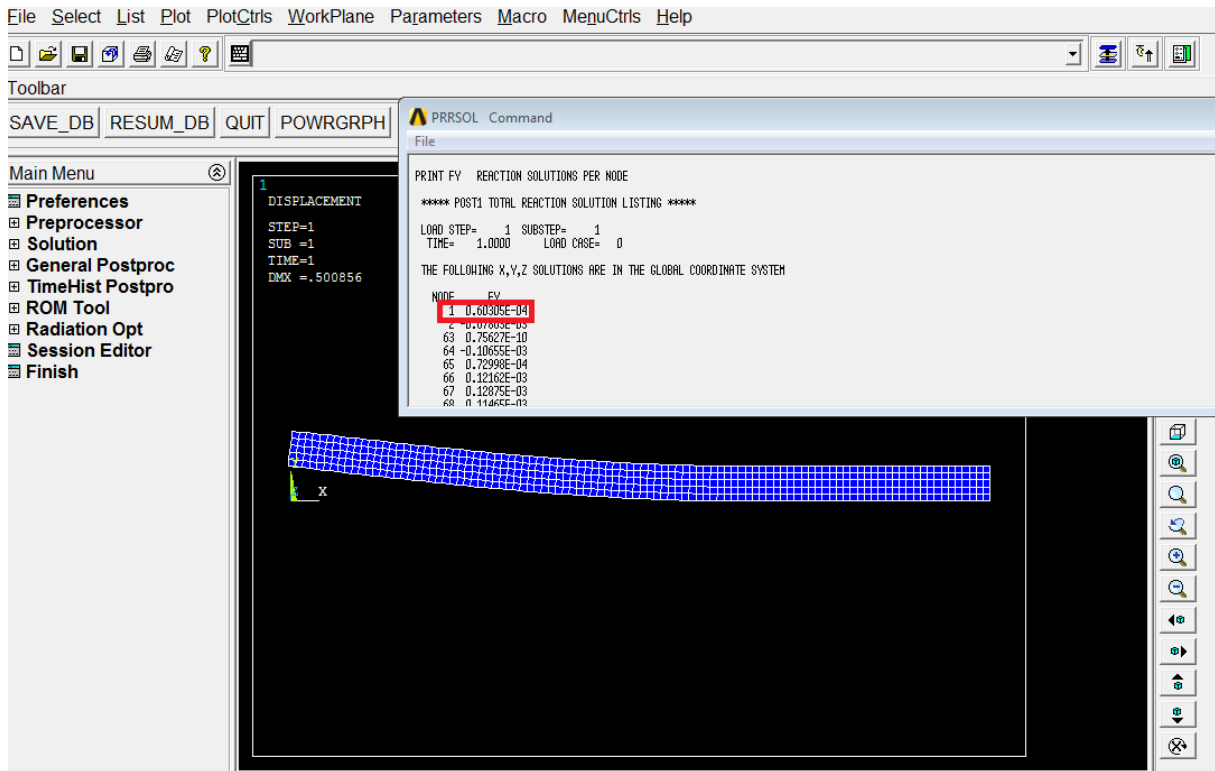 File Select List Plot PlotCtrls WorkPlane Parameters Macro MenuCtrls Help
Toolbar
SAVE_DB RESUM_DB QUIT POWRGRPH
PRRSOL Command
File
PRINT FY REACTION SOLUTIONS PER NODE
***** POST1 TOTAL REACTION SOLUTION LISTING *****
LOAD STEP= 1 SUBSTEP= 1
TIME= 1.0000 LOAD CASE= 0
THE FOLLOWING X,Y,Z SOLUTIONS ARE IN THE GLOBAL COORDINATE SYSTEM
NODE FY
1 0.60305E-04
2
63 0.75627E-10
64 -0.10655E-03
65 0.72998E-04
66 0.12162E-03
67 0.12875E-03
68 0.11465E-03
Main Menu
Preferences
Preprocessor
Solution
General Postproc
TimeHist Postpro
ROM Tool
Radiation Opt
Session Editor
Finish
1
DISPLACEMENT
STEP=1
SUB =1
TIME=1
DMX =.500856
X